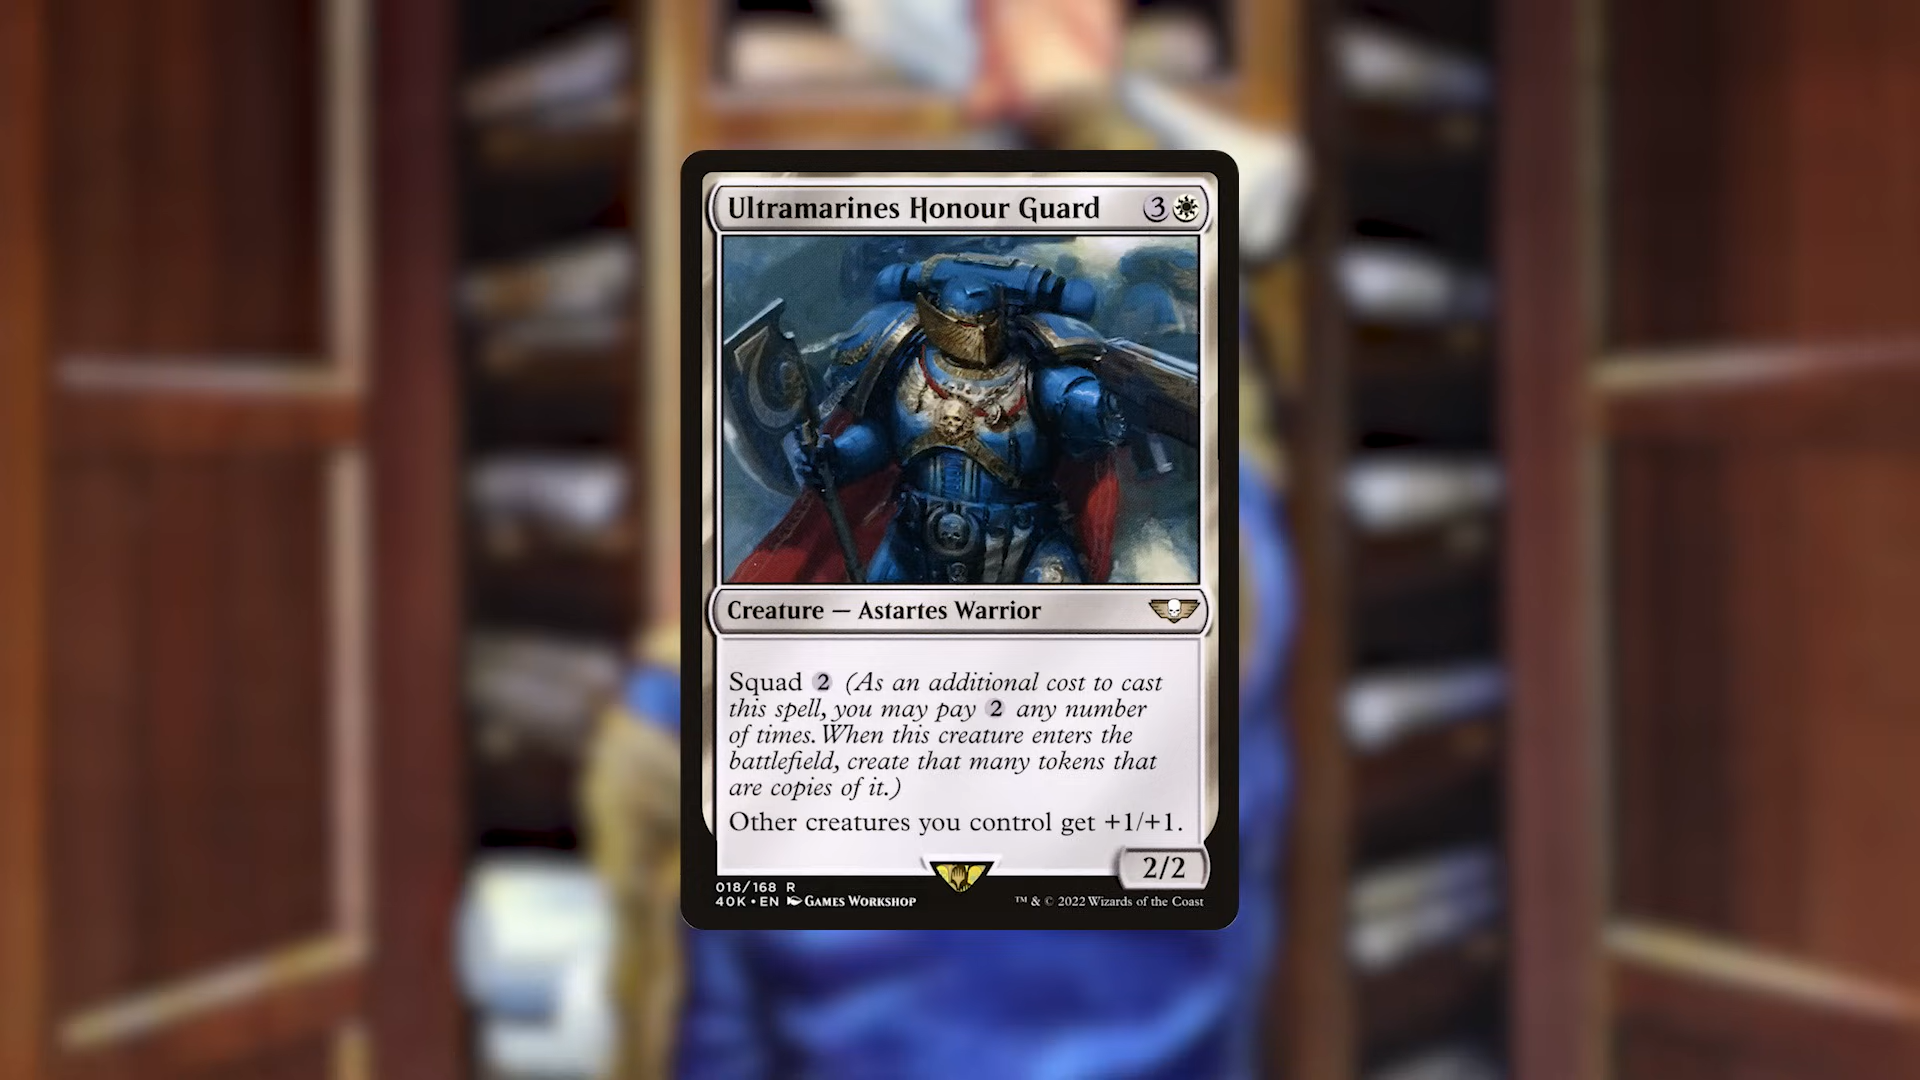 Ultramarines Honour Guard 3
Creature — Astartes Warrior
Squad 2 (As an additional cost to cast
this spell, you may pay 2 any number
of times. When this creature enters the
battlefield, create that many tokens that
are copies of it.)
Other creatures you control get +1/+1.
2/2
018/168 R
40K • EN GAMES WORKSHOP
™ & © 2022 Wizards of the Coast